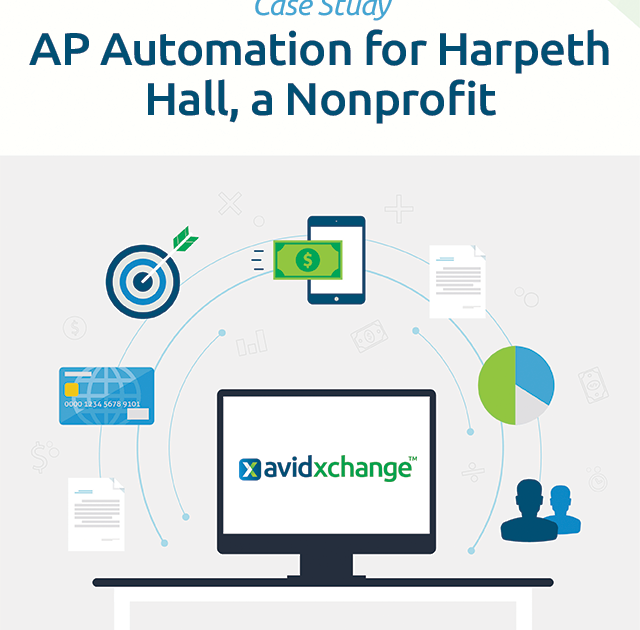 Case Study
AP Automation for Harpeth
Hall, a Nonprofit
$
$
0000 1234 5678 9101
avidxchange™
$